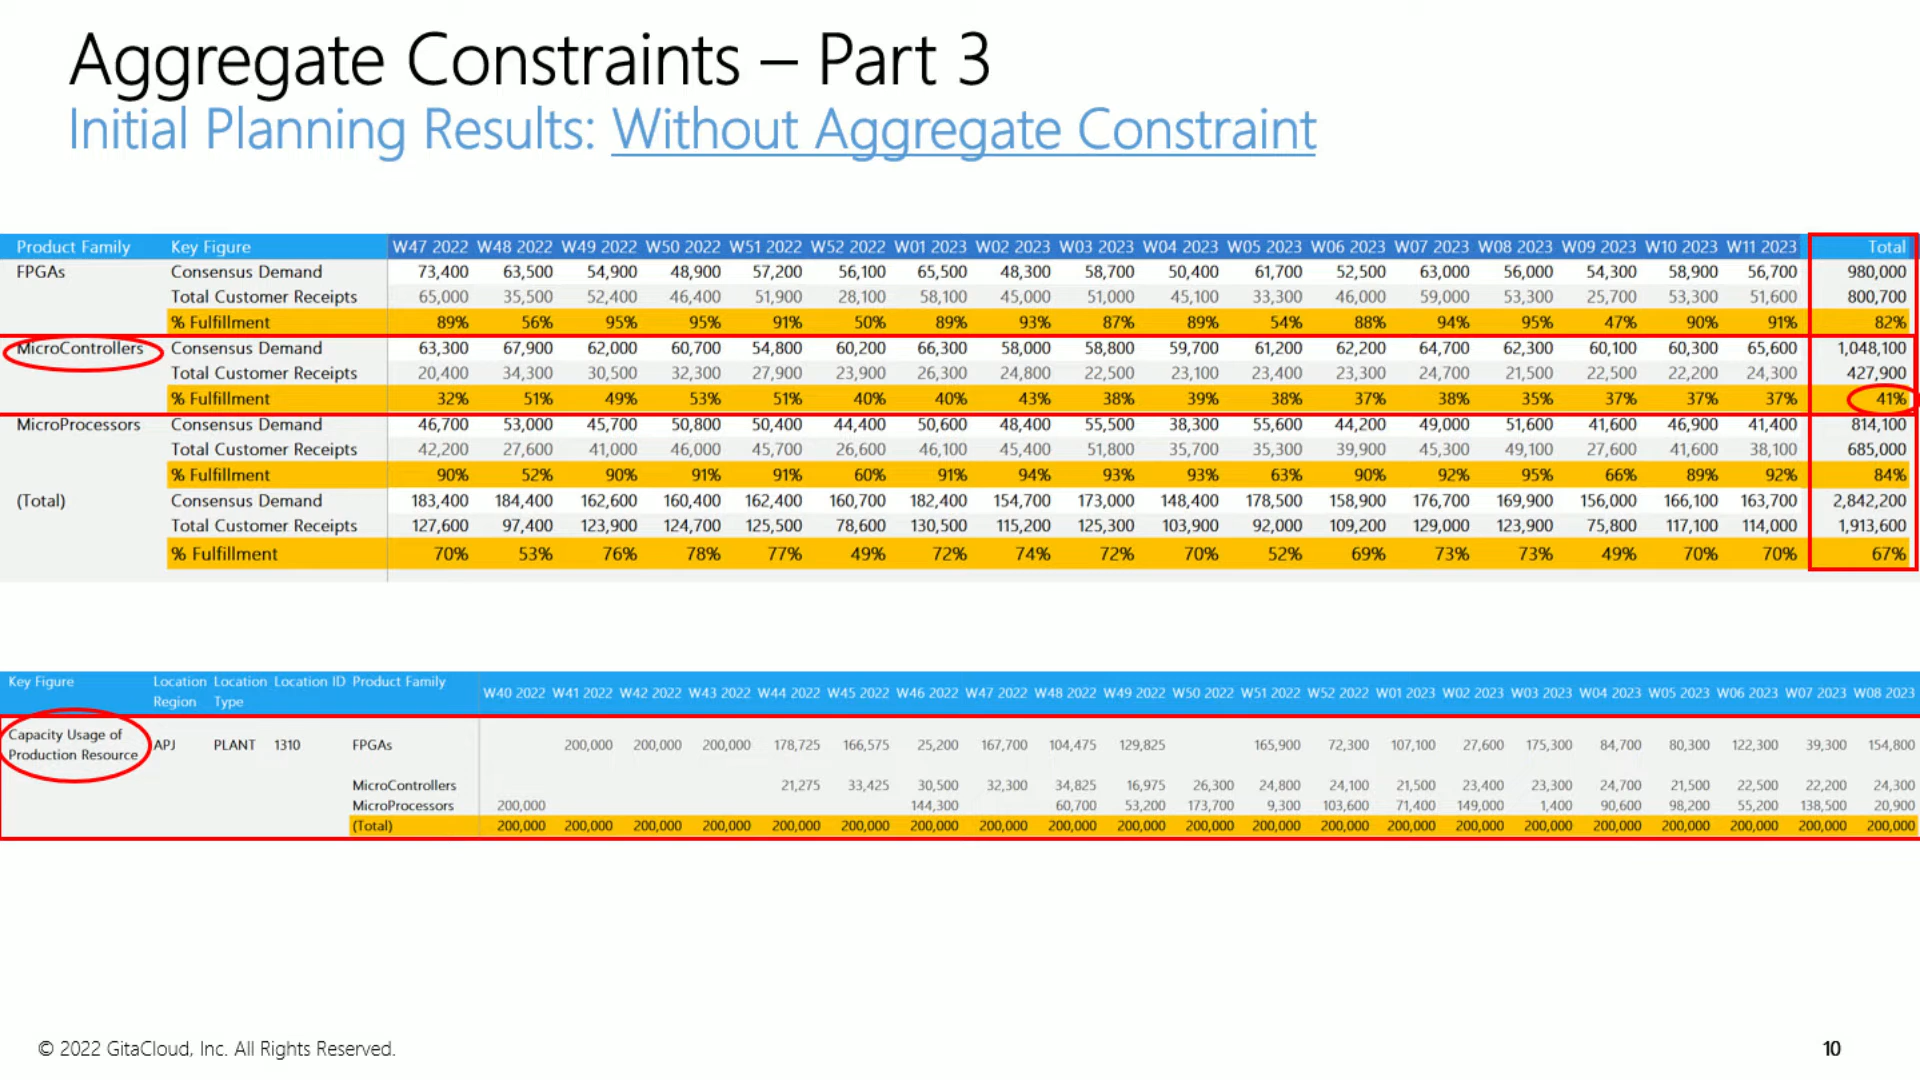 Aggregate Constraints – Part 3
Initial Planning Results: Without Aggregate Constraint
Product Family Key Figure W47 2022 W48 2022 W49 2022 W50 2022 W51 2022 W52 2022 W01 2023 W02 2023 W03 2023 W04 2023 W05 2023 W06 2023 W07 2023 W08 2023 W09 2023 W10 2023 W11 2023 Total
FPGAs Consensus Demand 73,400 63,500 54,900 48,900 57,200 56,100 65,500 48,300 58,700 50,400 61,700 52,500 63,000 56,000 54,300 58,900 56,700 980,000
Total Customer Receipts 65,000 35,500 52,400 46,400 51,900 28,100 58,100 45,000 51,000 45,100 33,300 46,000 59,000 53,300 25,700 53,300 51,600 800,700
% Fulfillment 89% 56% 95% 95% 91% 50% 89% 93% 87% 89% 54% 88% 94% 95% 47% 90% 91% 82%
MicroControllers Consensus Demand 63,300 67,900 62,000 60,700 54,800 60,200 66,300 58,000 58,800 59,700 61,200 62,200 64,700 62,300 60,100 60,300 65,600 1,048,100
Total Customer Receipts 20,400 34,300 30,500 32,300 27,900 23,900 26,300 24,800 22,500 23,100 23,400 23,300 24,700 21,500 22,500 22,200 24,300 427,900
% Fulfillment 32% 51% 49% 53% 51% 40% 40% 43% 38% 39% 38% 37% 38% 35% 37% 37% 37% 41%
MicroProcessors Consensus Demand 46,700 53,000 45,700 50,800 50,400 44,400 50,600 48,400 55,500 38,300 55,600 44,200 49,000 51,600 41,600 46,900 41,400 814,100
Total Customer Receipts 42,200 27,600 41,000 46,000 45,700 26,600 46,100 45,400 51,800 35,700 35,300 39,900 45,300 49,100 27,600 41,600 38,100 685,000
% Fulfillment 90% 52% 90% 91% 91% 60% 91% 94% 93% 93% 63% 90% 92% 95% 66% 89% 92% 84%
(Total) Consensus Demand 183,400 184,400 162,600 160,400 162,400 160,700 182,400 154,700 173,000 148,400 178,500 158,900 176,700 169,900 156,000 166,100 163,700 2,842,200
Total Customer Receipts 127,600 97,400 123,900 124,700 125,500 78,600 130,500 115,200 125,300 103,900 92,000 109,200 129,000 123,900 75,800 117,100 114,000 1,913,600
% Fulfillment 70% 53% 76% 78% 77% 49% 72% 74% 72% 70% 52% 69% 73% 73% 49% 70% 70% 67%
Key Figure Location Region Location Type Location ID Product Family W40 2022 W41 2022 W42 2022 W43 2022 W44 2022 W45 2022 W46 2022 W47 2022 W48 2022 W49 2022 W50 2022 W51 2022 W52 2022 W01 2023 W02 2023 W03 2023 W04 2023 W05 2023 W06 2023 W07 2023 W08 2023
Capacity Usage of Production Resource APJ PLANT 1310 FPGAs 200,000 200,000 200,000 178,725 166,575 25,200 167,700 104,475 129,825 165,900 72,300 107,100 27,600 175,300 84,700 80,300 122,300 39,300 154,800
MicroControllers 21,275 33,425 30,500 32,300 34,825 16,975 26,300 24,800 24,100 21,500 23,400 23,300 24,700 21,500 22,500 22,200 24,300
MicroProcessors 200,000 144,300 60,700 53,200 173,700 9,300 103,600 71,400 149,000 1,400 90,600 98,200 55,200 138,500 20,900
(Total) 200,000 200,000 200,000 200,000 200,000 200,000 200,000 200,000 200,000 200,000 200,000 200,000 200,000 200,000 200,000 200,000 200,000 200,000 200,000 200,000 200,000
© 2022 GitaCloud, Inc. All Rights Reserved.
10